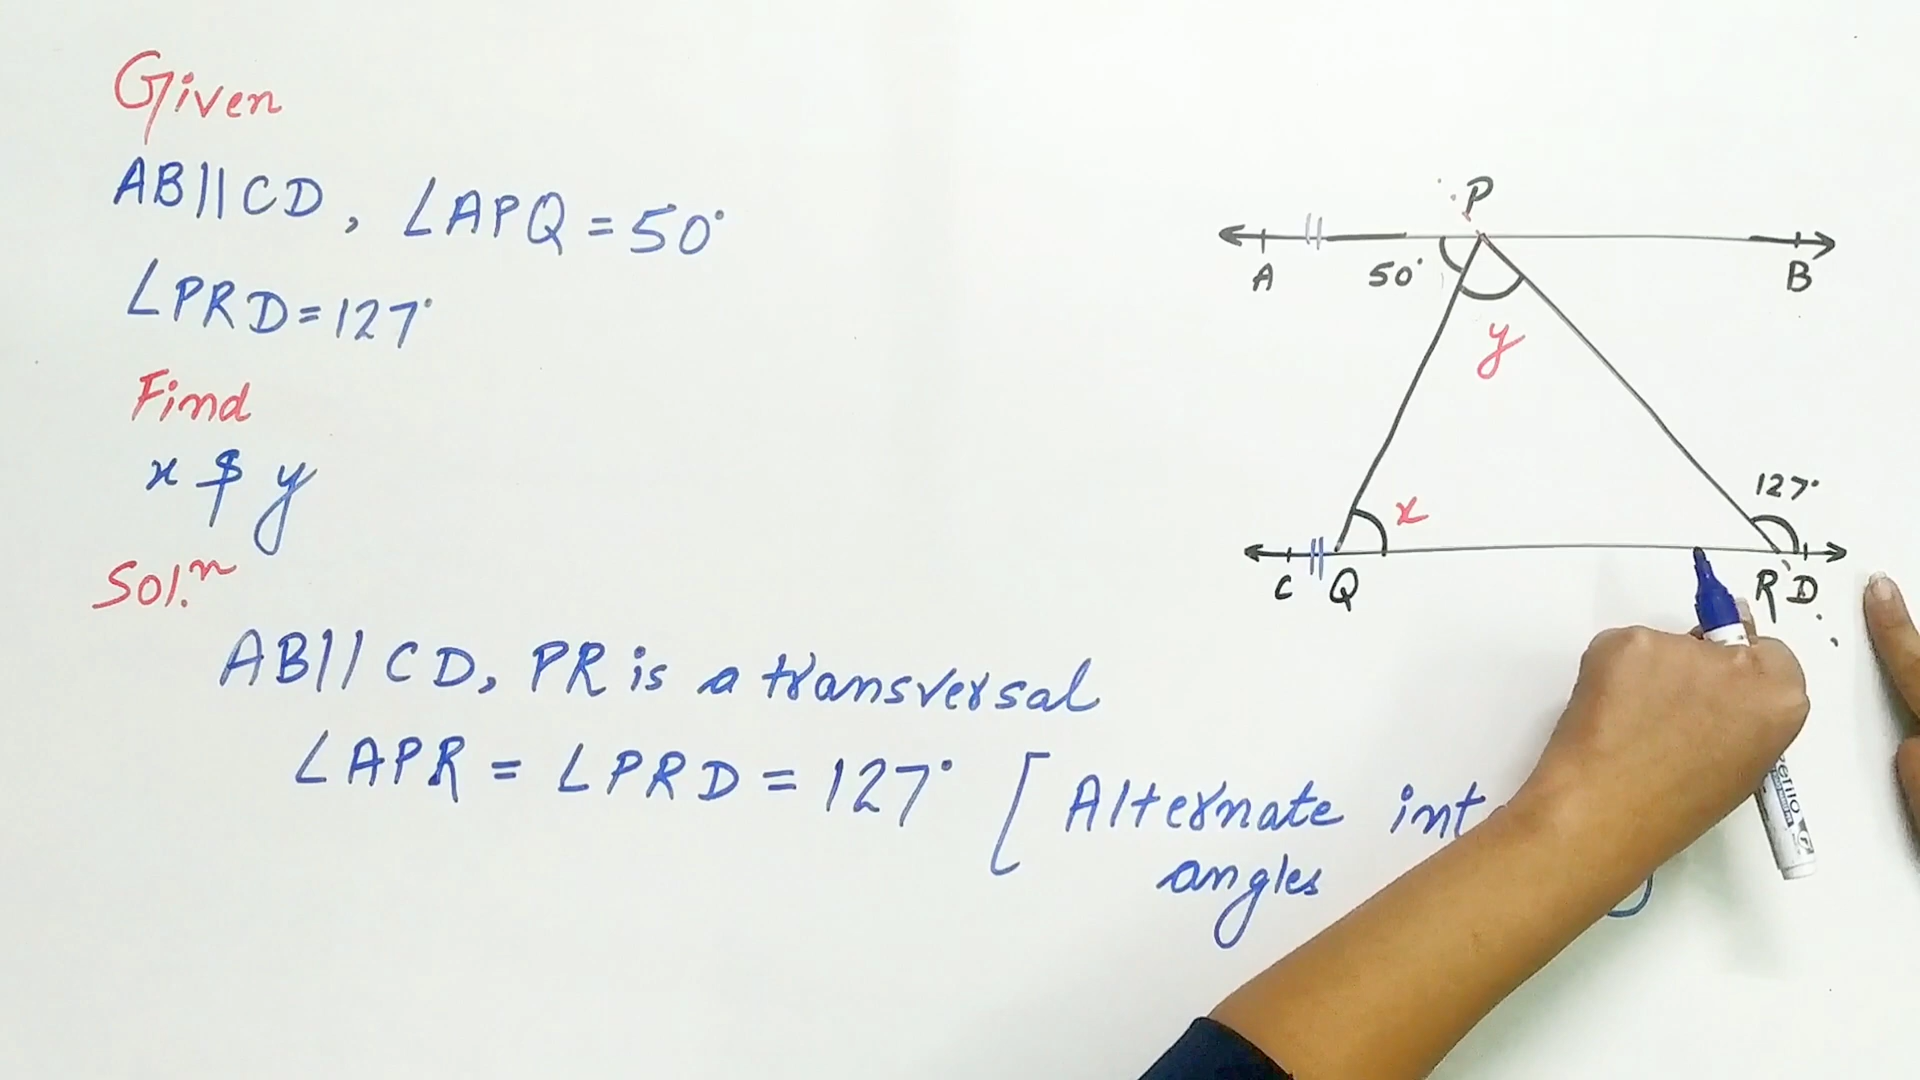 Given
AB||CD, ∠APQ = 50°
∠PRD = 127°
Find
x & y
Sol.n
AB||CD, PR is a transversal
∠APR = ∠PRD = 127° [Alternate
angles
P
A
50°
B
y
127°
x
C Q
R D